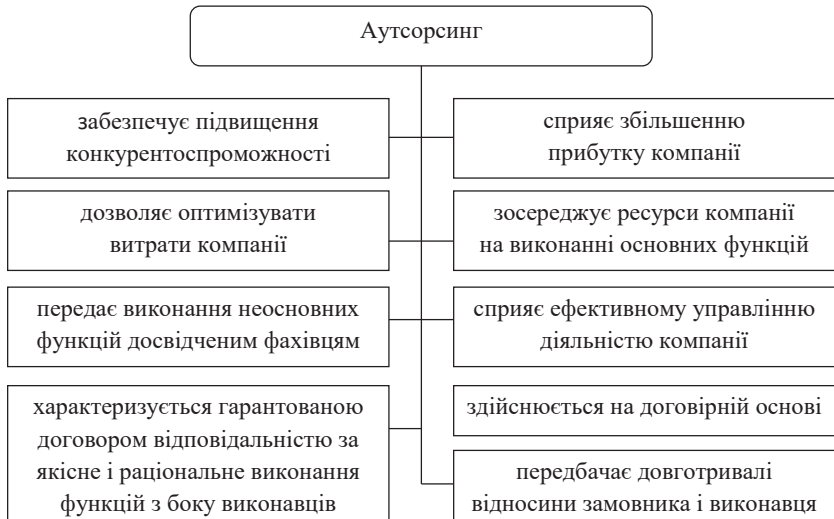 Аутсорсинг
забезпечує підвищення
конкурентоспроможності
сприяє збільшенню
прибутку компанії
дозволяє оптимізувати
витрати компанії
зосереджує ресурси компанії
на виконанні основних функцій
передає виконання неосновних
функцій досвідченим фахівцям
сприяє ефективному управлінню
діяльністю компанії
характеризується гарантованою
договором відповідальністю за
якісне і раціональне виконання
функцій з боку виконавців
здійснюється на договірній основі
передбачає довготривалі
відносини замовника і виконавця